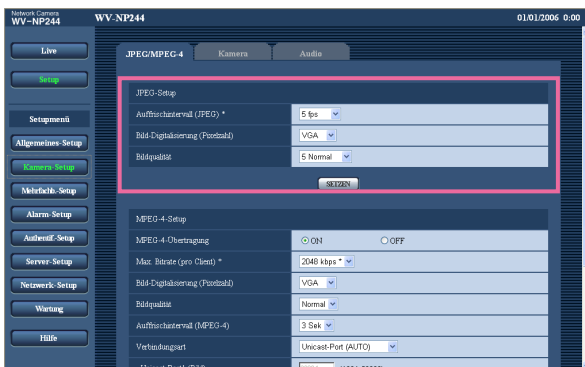 Network Camera
WV-NP244
WV-NP244
01/01/2006 0:00
Live
Setup
Setupmenü
Allgemeines-Setup
Kamera-Setup
Mehrfachb.-Setup
Alarm-Setup
Authentif.-Setup
Server-Setup
Netzwerk-Setup
Wartung
Hilfe
JPEG/MPEG-4
Kamera
Audio
JPEG-Setup
Auffrischintervall (JPEG) * 5 fps
Bild-Digitalisierung (Pixelzahl) VGA
Bildqualität 5 Normal
SETZEN
MPEG-4-Setup
MPEG-4-Übertragung ON OFF
Max. Bitrate (pro Client) * 2048 kbps *
Bild-Digitalisierung (Pixelzahl) VGA
Bildqualität Normal
Auffrischintervall (MPEG-4) 3 Sek
Verbindungsart Unicast-Port (AUTO)